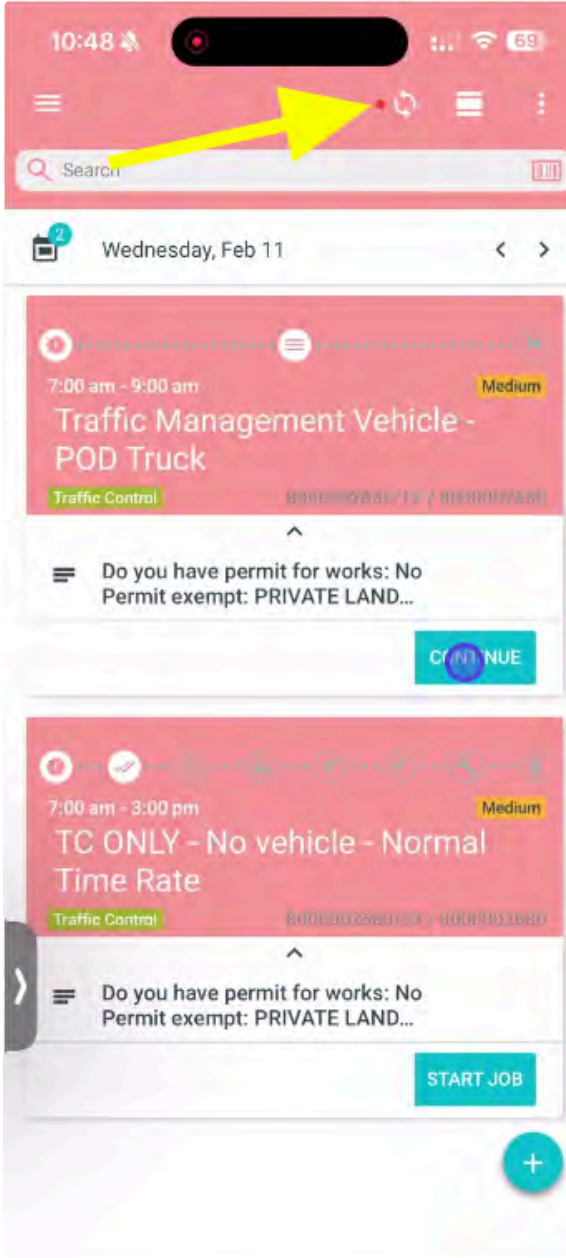 10:48
69
Search
2
Wednesday, Feb 11
7:00 am - 9:00 am
Medium
Traffic Management Vehicle -
POD Truck
Traffic Control
Do you have permit for works: No
Permit exempt: PRIVATE LAND...
CONTINUE
7:00 am - 3:00 pm
Medium
TC ONLY - No vehicle - Normal
Time Rate
Traffic Control
Do you have permit for works: No
Permit exempt: PRIVATE LAND...
START JOB